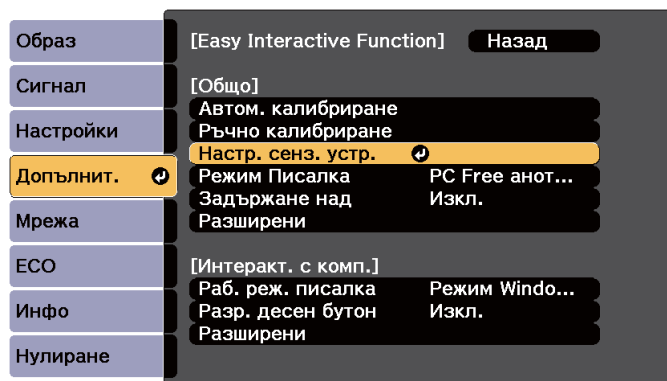 Образ
Сигнал
Настройки
Допълнит.
Мрежа
ECO
Инфо
Нулиране
[Easy Interactive Function] Назад
[Общо]
Автом. калибриране
Ръчно калибриране
Настр. сенз. устр.
Режим Писалка PC Free анот...
Задържане над Изкл.
Разширени
[Интеракт. с комп.]
Раб. реж. писалка Режим Windo...
Разр. десен бутон Изкл.
Разширени